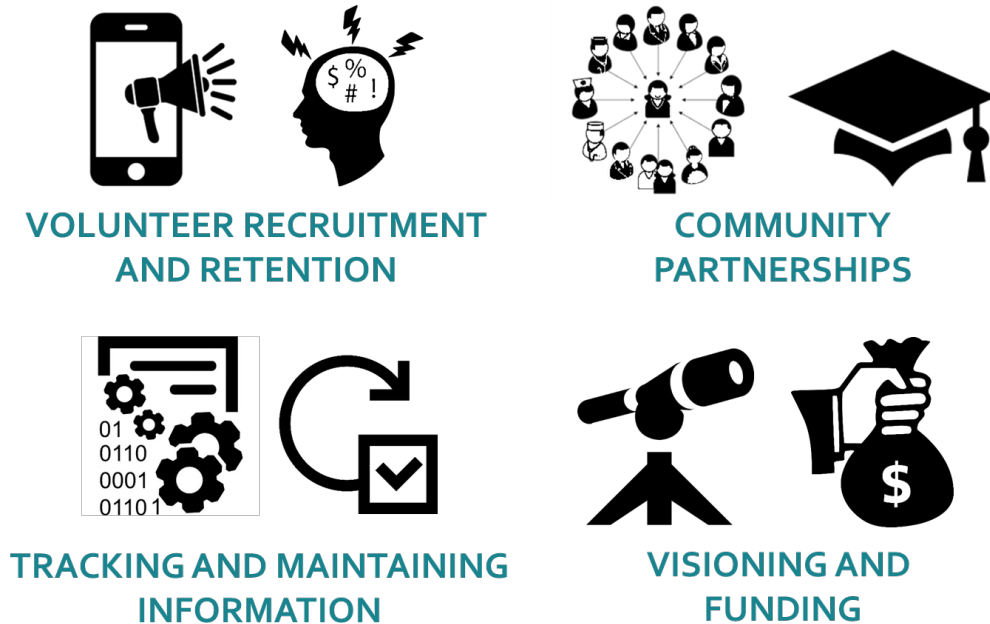 $ % # !
VOLUNTEER RECRUITMENT
AND RETENTION
COMMUNITY
PARTNERSHIPS
01
0110
0001
01101
$
TRACKING AND MAINTAINING
INFORMATION
VISIONING AND
FUNDING